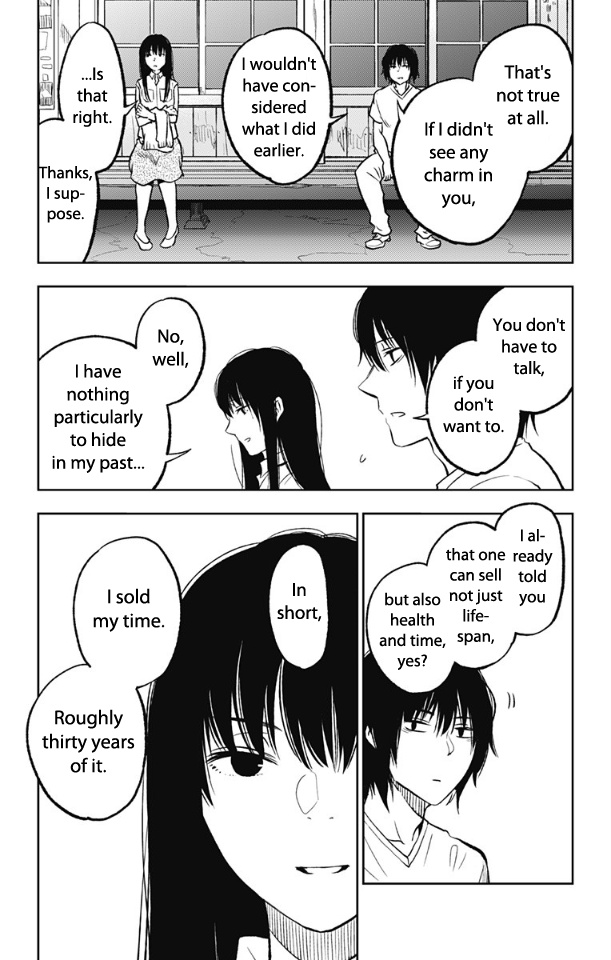 That's
not true
at all.
If I didn't
see any
charm in
you,
I wouldn't
have con-
sidered
what I did
earlier.
...Is
that
right.
Thanks,
I sup-
pose.
You don't
have to
talk,
if you
don't
want to.
No,
well,
I have
nothing
particularly
to hide
in my past...
I al-
ready
told
you
that one
can sell
not just
life-
span,
but also
health
and time,
yes?
In
short,
I sold
my time.
Roughly
thirty years
of it.